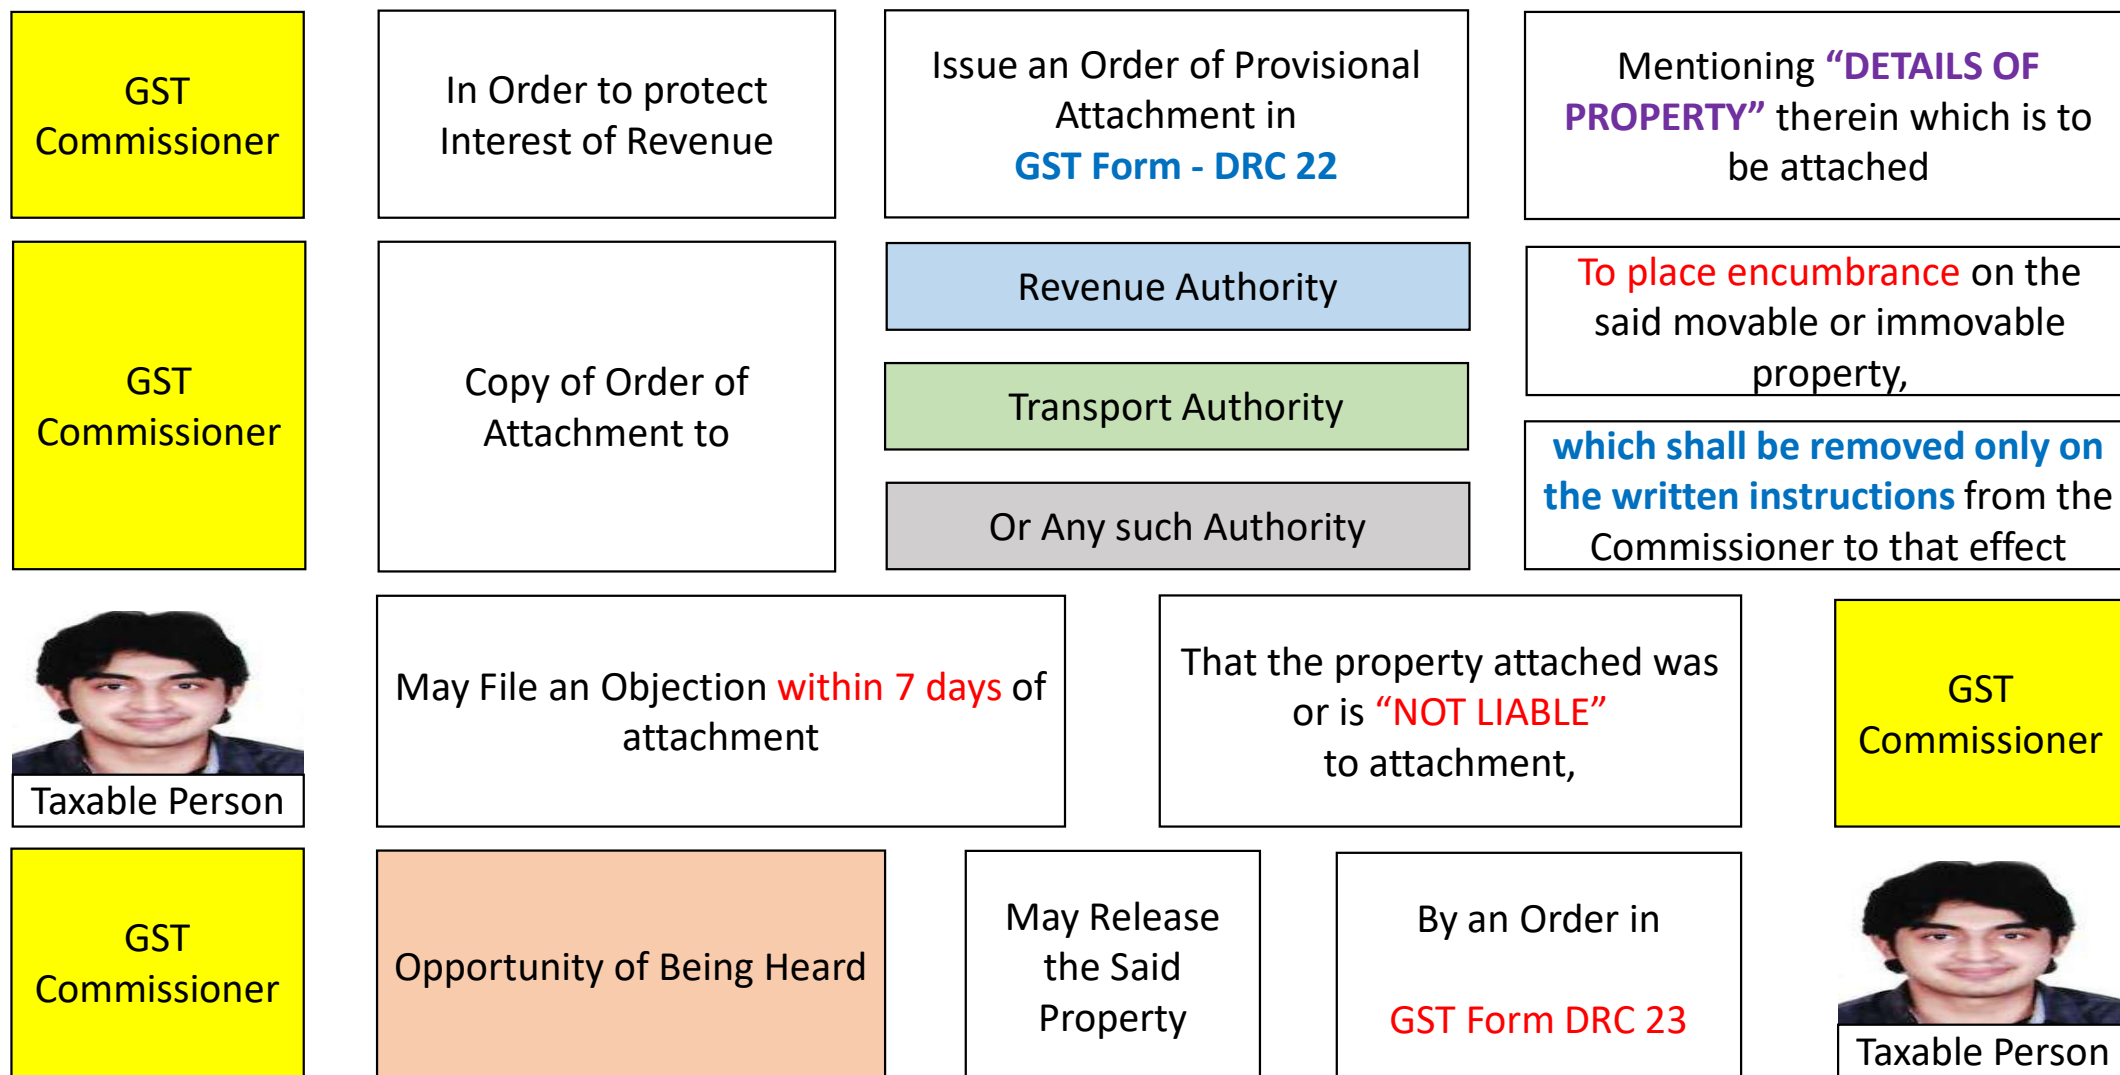 GST
Commissioner
In Order to protect
Interest of Revenue
Issue an Order of Provisional
Attachment in
GST Form - DRC 22
Mentioning “DETAILS OF
PROPERTY” therein which is to
be attached
GST
Commissioner
Copy of Order of
Attachment to
Revenue Authority
Transport Authority
Or Any such Authority
To place encumbrance on the
said movable or immovable
property,
which shall be removed only on
the written instructions from the
Commissioner to that effect
Taxable Person
May File an Objection within 7 days of
attachment
That the property attached was
or is “NOT LIABLE”
to attachment,
GST
Commissioner
GST
Commissioner
Opportunity of Being Heard
May Release
the Said
Property
By an Order in
GST Form DRC 23
Taxable Person